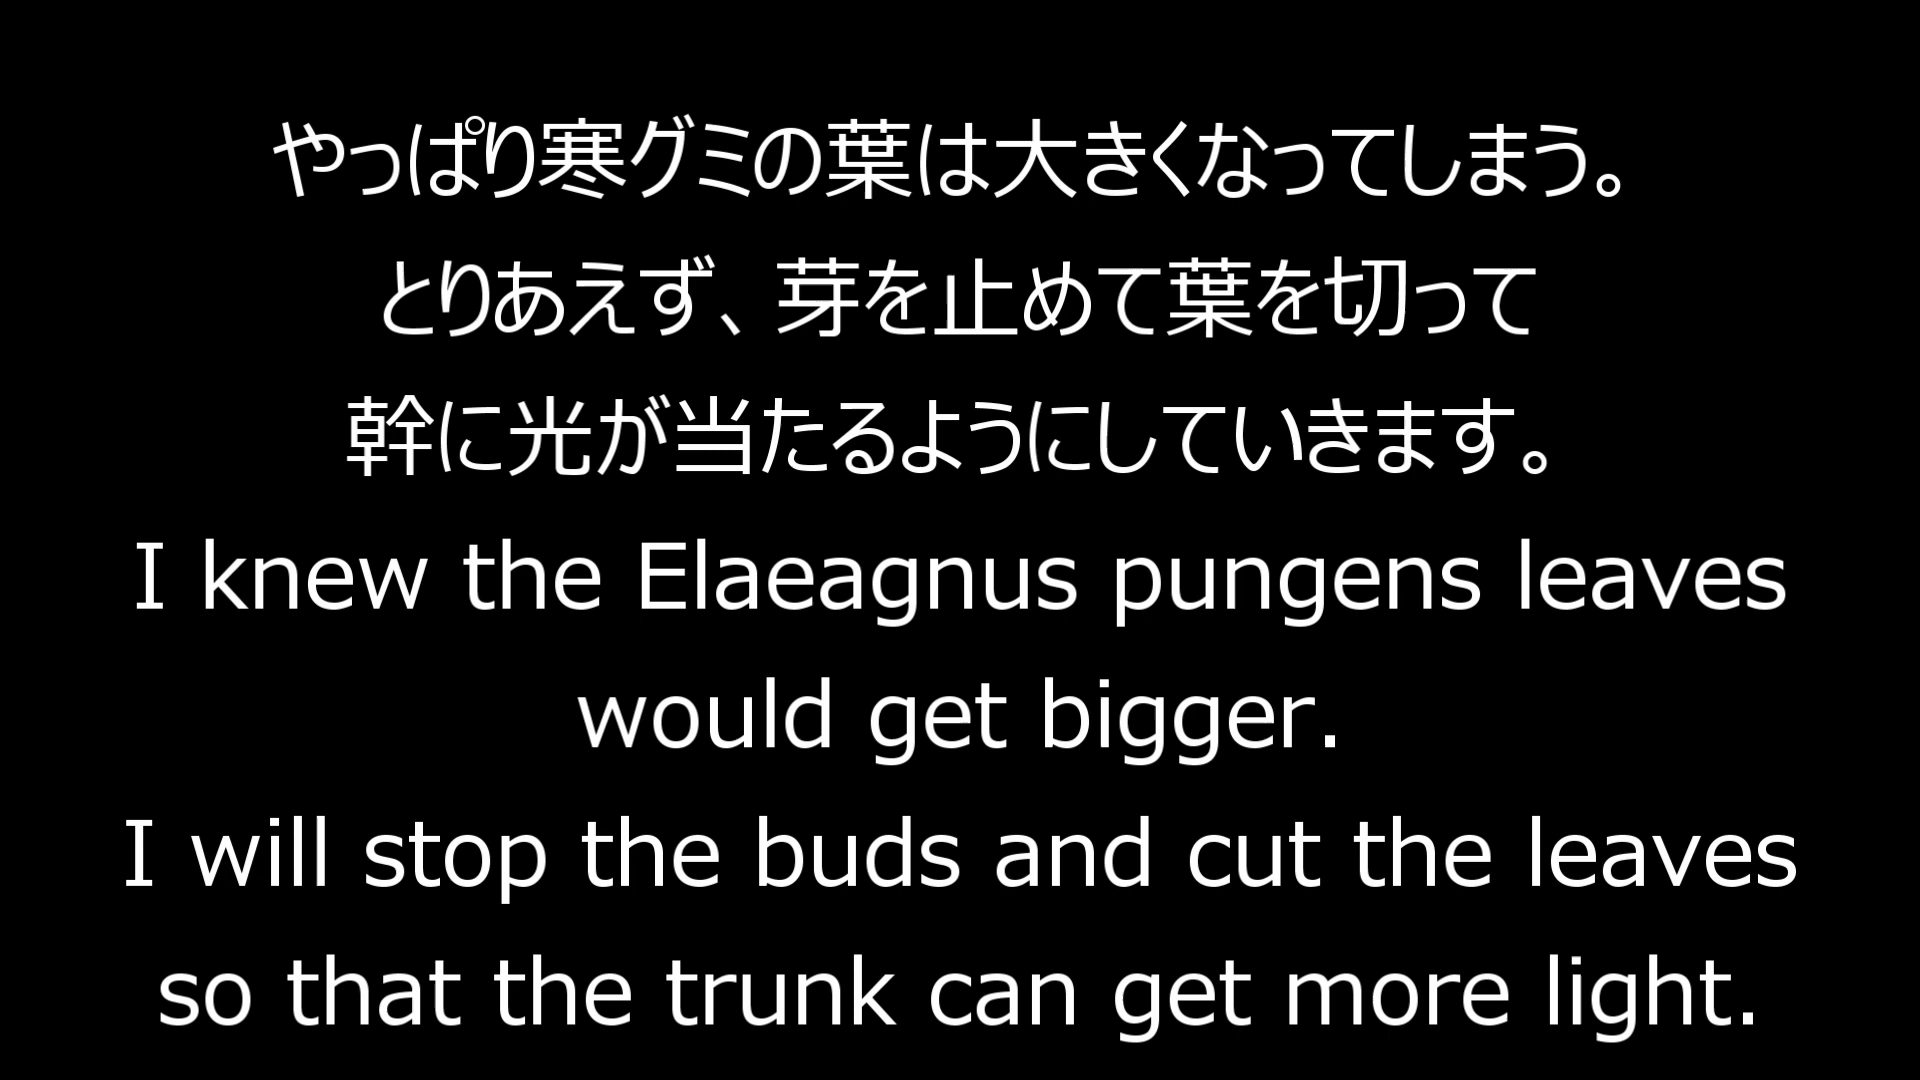 やっぱり寒グミの葉は大きくなってしまう。
とりあえず、芽を止めて葉を切って
幹に光が当たるようにしていきます。
I knew the Elaeagnus pungens leaves
would get bigger.
I will stop the buds and cut the leaves
so that the trunk can get more light.